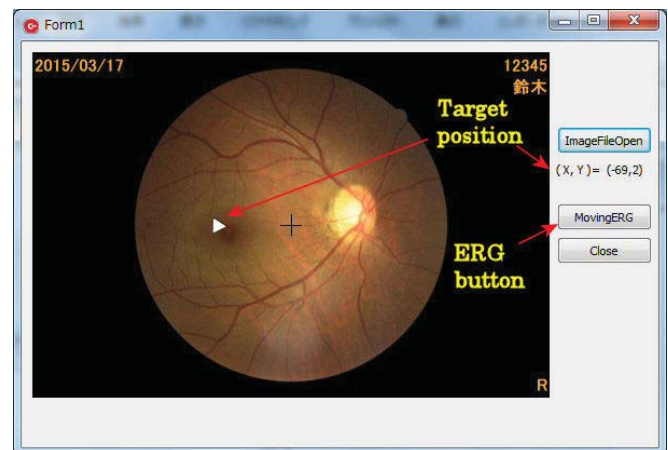 Form1
2015/03/17
12345
鈴木
Target
position
ImageFileOpen
(X, Y)= (-69,2)
MovingERG
ERG
button
Close
R